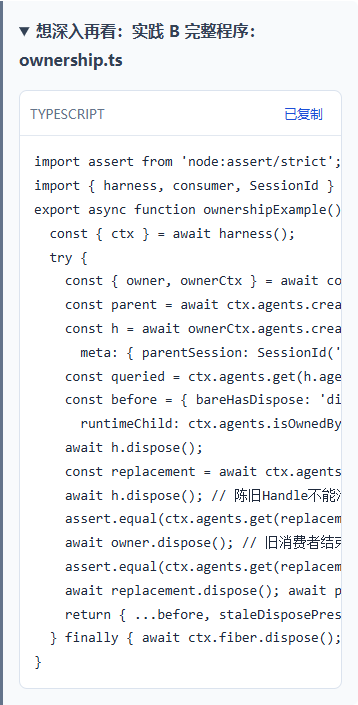 ▼ 想深入再看：实践 B 完整程序：
ownership.ts
TYPESCRIPT
已复制
import assert from 'node:assert/strict';
import { harness, consumer, SessionId }
export async function ownershipExample()
const { ctx } = await harness();
try {
const { owner, ownerCtx } = await co
const parent = await ctx.agents.crea
const h = await ownerCtx.agents.crea
meta: { parentSession: SessionId('
const queried = ctx.agents.get(h.age
const before = { bareHasDispose: 'di
runtimeChild: ctx.agents.isOwnedBy
await h.dispose();
const replacement = await ctx.agents
await h.dispose(); // 陈旧Handle不能
assert.equal(ctx.agents.get(replacem
await owner.dispose(); // 旧消费者结束
assert.equal(ctx.agents.get(replacem
await replacement.dispose(); await p
return { ...before, staleDisposePres
} finally { await ctx.fiber.dispose();
}